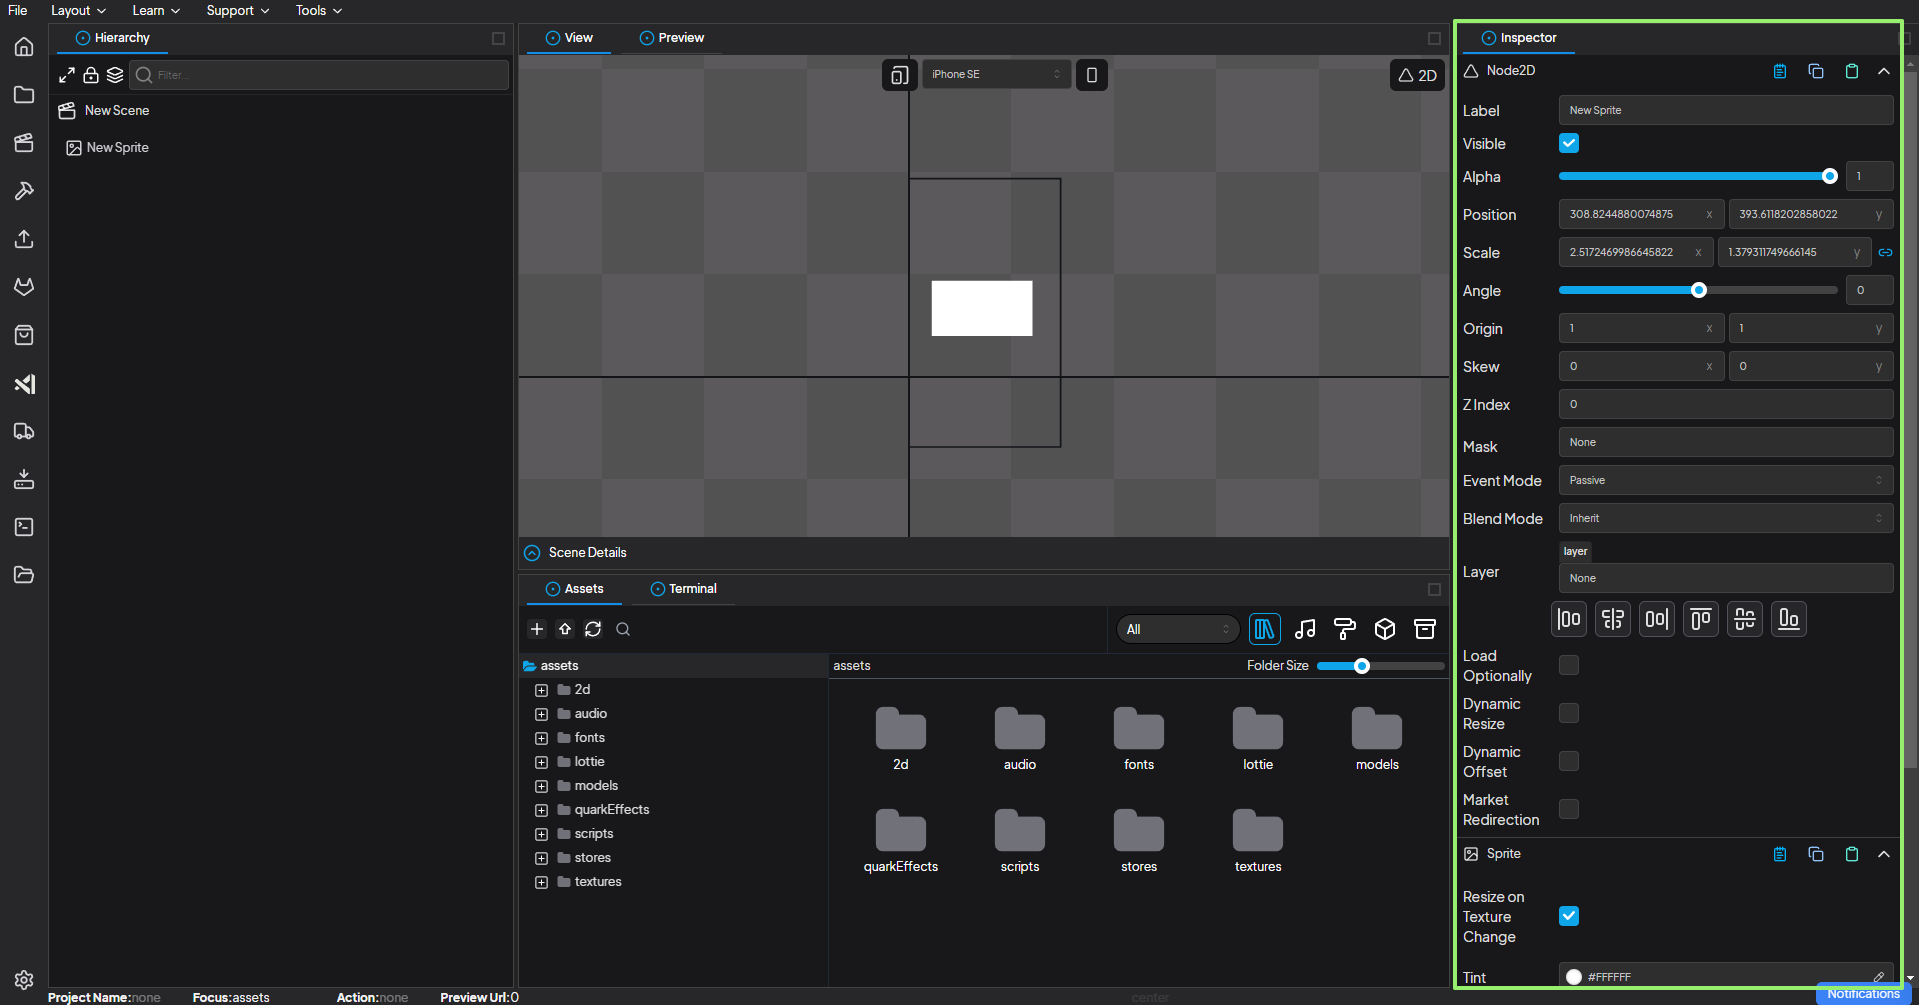 File Layout Learn Support Tools
Hierarchy
Filter...
New Scene
New Sprite
View Preview
iPhone SE
2D
Scene Details
Assets Terminal
All
assets
2d
audio
fonts
lottie
models
quarkEffects
scripts
stores
textures
assets Folder Size
2d audio fonts lottie models
quarkEffects scripts stores textures
Inspector
Node2D
Label New Sprite
Visible
Alpha 1
Position 308.8244880074875 x 393.6118202858022 y
Scale 2.5172469986645822 x 1.379311749666145 y
Angle 0
Origin 1 x 1 y
Skew 0 x 0 y
Z Index 0
Mask None
Event Mode Passive
Blend Mode Inherit
layer
Layer None
Load
Optionally
Dynamic
Resize
Dynamic
Offset
Market
Redirection
Sprite
Resize on
Texture
Change
Tint #FFFFFF
Project Name:none Focus:assets Action:none Preview Url:0 center Notifications